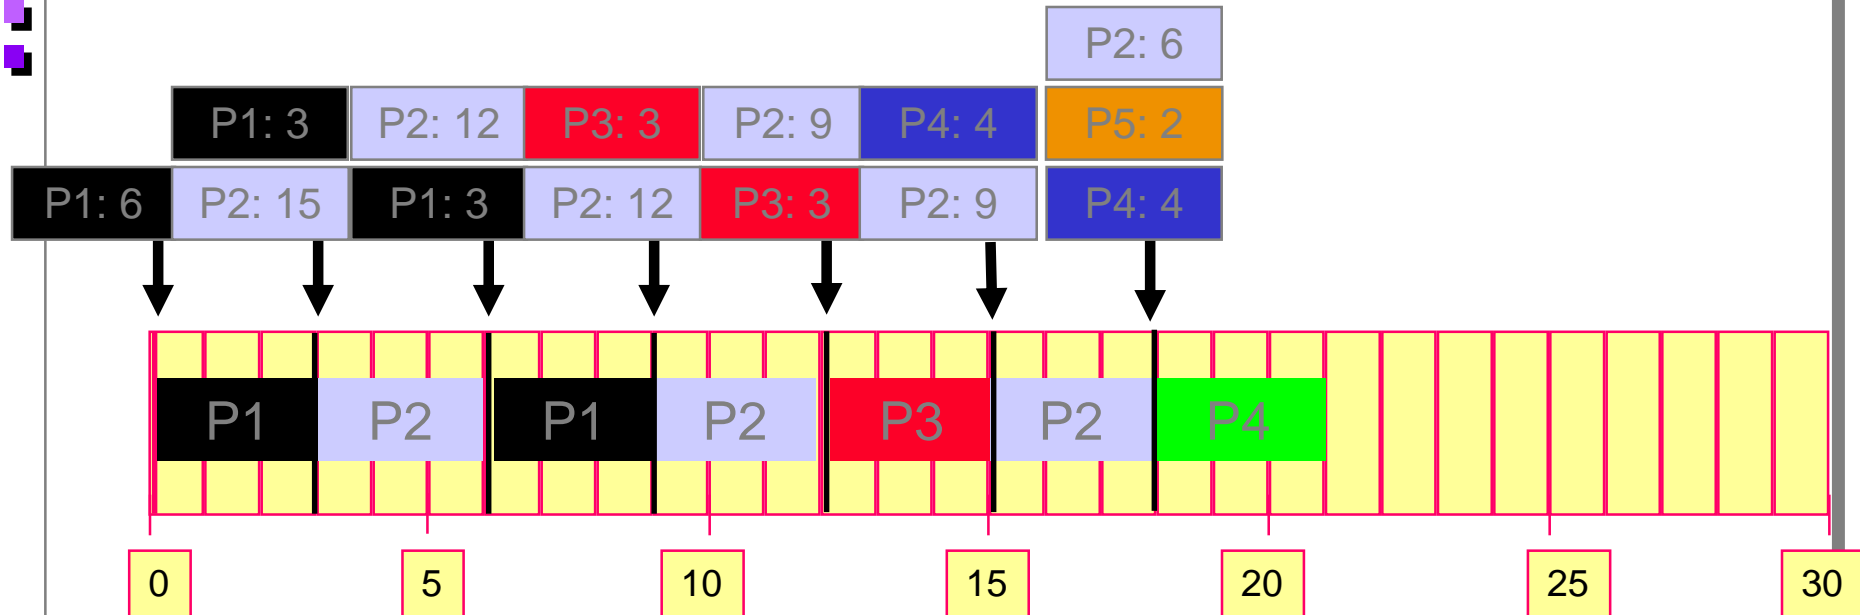 P2: 6
P1: 3 P2: 12 P3: 3 P2: 9 P4: 4 P5: 2
P1: 6 P2: 15 P1: 3 P2: 12 P3: 3 P2: 9 P4: 4
P1 P2 P1 P2 P3 P2 P4
0 5 10 15 20 25 30